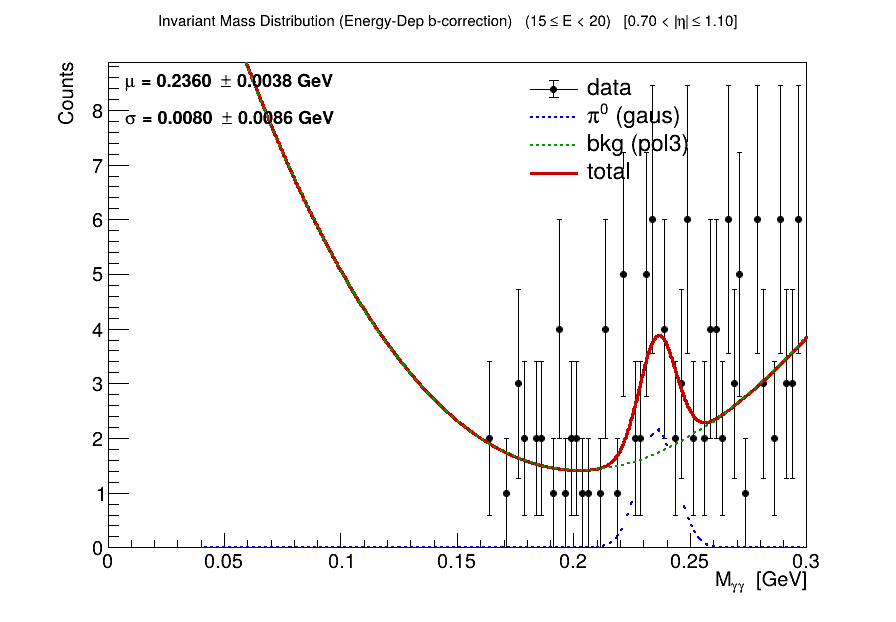 Invariant Mass Distribution (Energy-Dep b-correction) (15 ≤ E < 20) [0.70 < |η| ≤ 1.10]
μ = 0.2360 ± 0.0038 GeV
σ = 0.0080 ± 0.0086 GeV
data
π⁰ (gaus)
bkg (pol3)
total
Counts
8
7
6
5
4
3
2
1
0
0 0.05 0.1 0.15 0.2 0.25 0.3
Mγγ [GeV]